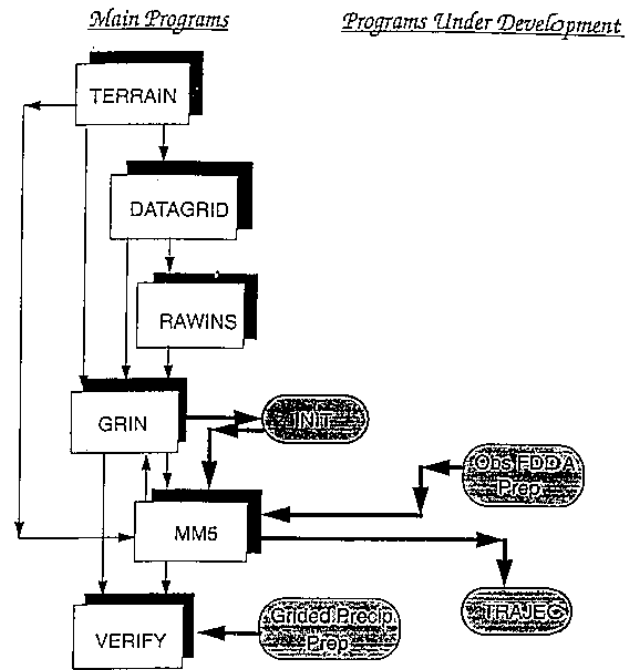 Main Programs
Programs Under Development
TERRAIN
DATAGRID
RAWINS
GRIN
INIT
Obs FDDA
Prep
MM5
TRAJEC
Grided Precip.
Prep
VERIFY